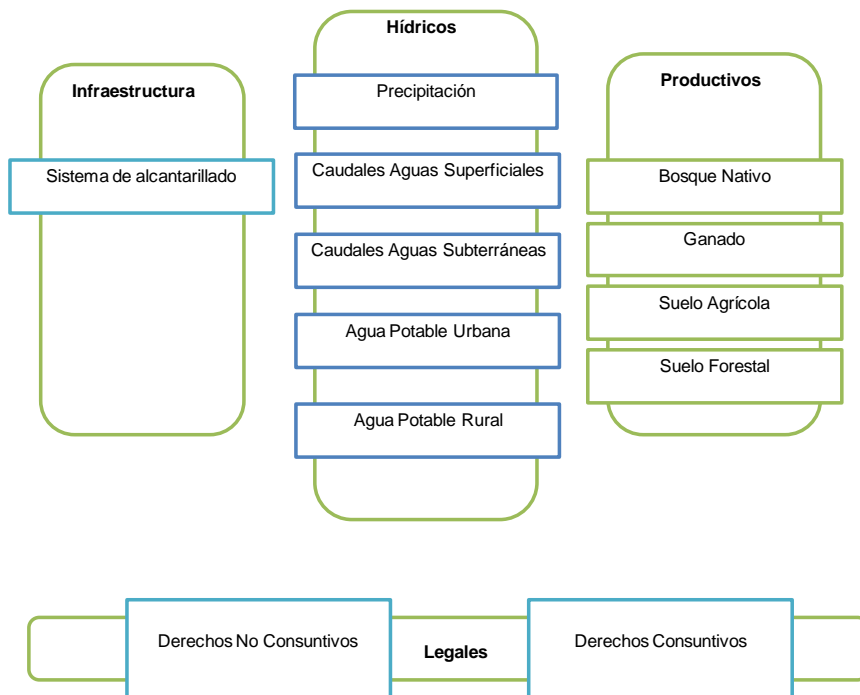 Infraestructura
Sistema de alcantarillado
Hídricos
Precipitación
Caudales Aguas Superficiales
Caudales Aguas Subterráneas
Agua Potable Urbana
Agua Potable Rural
Productivos
Bosque Nativo
Ganado
Suelo Agrícola
Suelo Forestal
Derechos No Consuntivos
Legales
Derechos Consuntivos